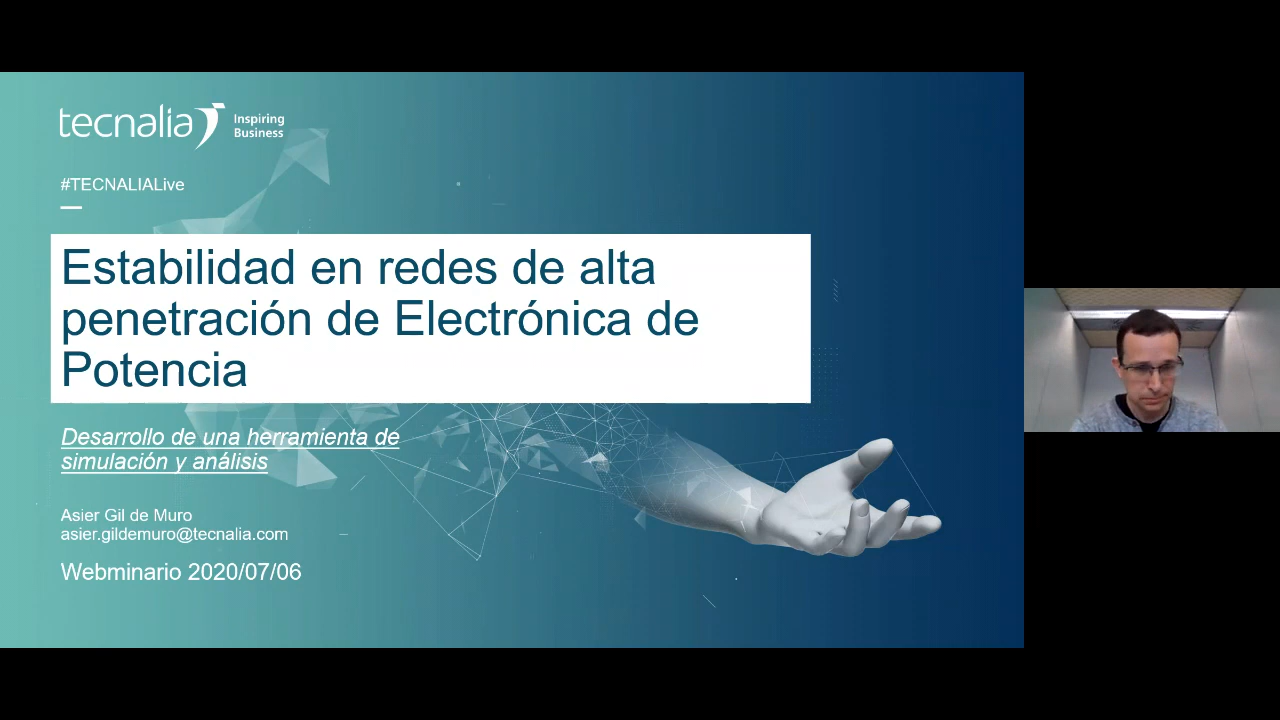 tecnalia
Inspiring
Business
#TECNALIALive
Estabilidad en redes de alta
penetración de Electrónica de
Potencia
Desarrollo de una herramienta de
simulación y análisis
Asier Gil de Muro
asier.gildemuro@tecnalia.com
Webminario 2020/07/06